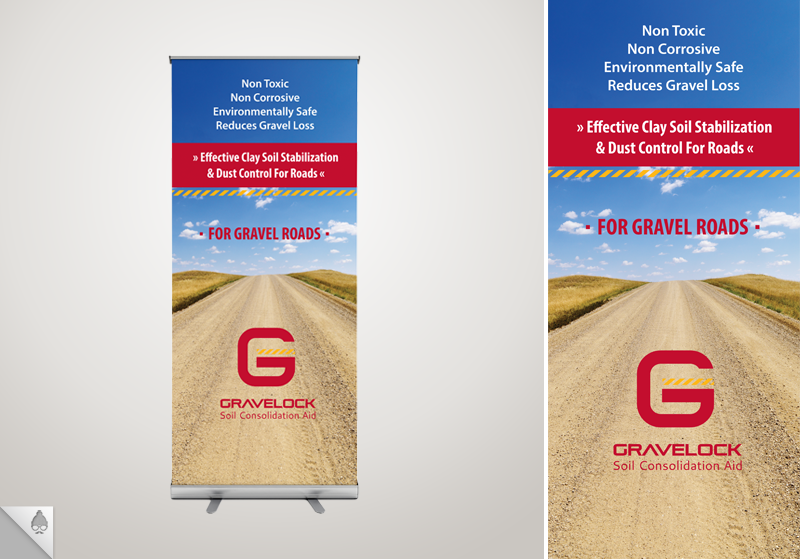 Non Toxic
Non Corrosive
Environmentally Safe
Reduces Gravel Loss
» Effective Clay Soil Stabilization
& Dust Control For Roads «
· FOR GRAVEL ROADS ·
G
GRAVELOCK
Soil Consolidation Aid
Non Toxic
Non Corrosive
Environmentally Safe
Reduces Gravel Loss
» Effective Clay Soil Stabilization
& Dust Control For Roads «
· FOR GRAVEL ROADS ·
G
GRAVELOCK
Soil Consolidation Aid